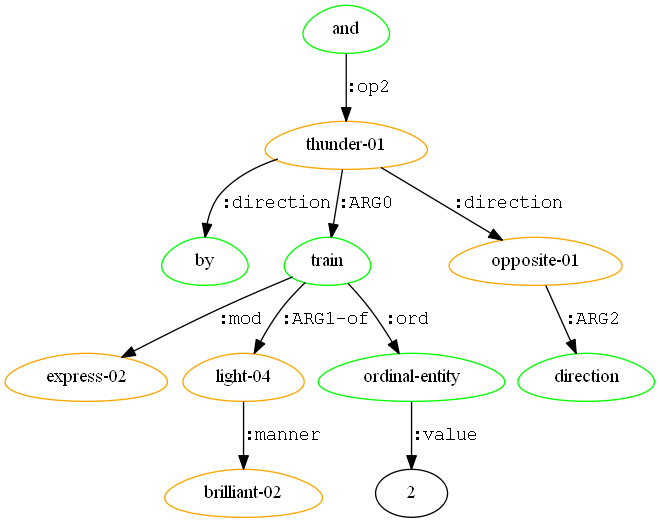 and
:op2
thunder-01
:direction :ARG0 :direction
by train opposite-01
:mod :ARG1-of :ord :ARG2
express-02 light-04 ordinal-entity direction
:manner :value
brilliant-02 2